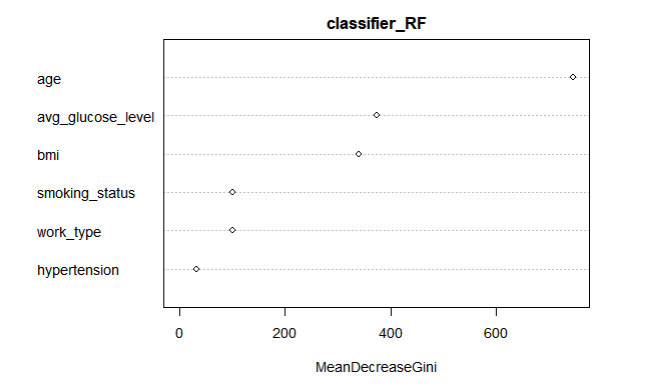 classifier_RF
age
avg_glucose_level
bmi
smoking_status
work_type
hypertension
0 200 400 600
MeanDecreaseGini